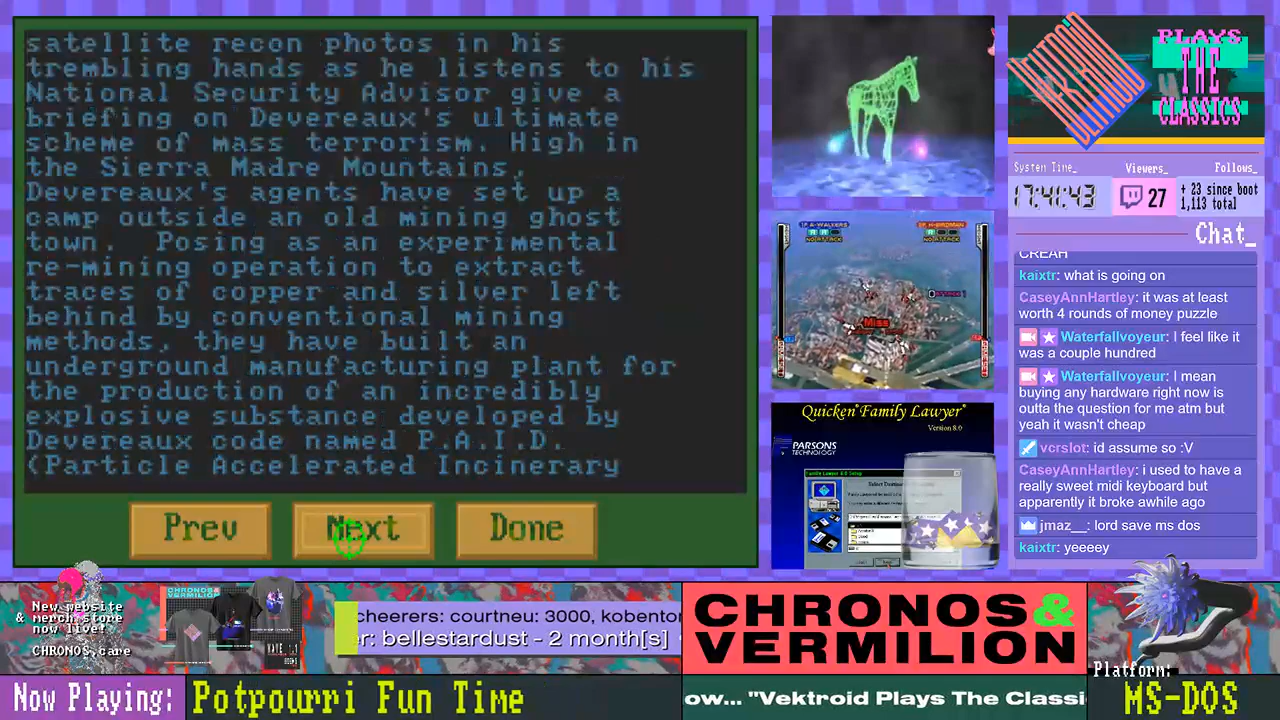 satellite recon photos in his
trembling hands as he listens to his
National Security Advisor give a
briefing on Devereaux's ultimate
scheme of mass terrorism. High in
the Sierra Madre Mountains,
Devereaux's agents have set up a
camp outside an old mining ghost
town.  Posing as an experimental
re-mining operation to extract
traces of copper and silver left
behind by conventional mining
methods, they have built an
underground manufacturing plant for
the production of an incredibly
explosive substance developed by
Devereaux code named P.A.I.D.
(Particle Accelerated Incinerary
Prev
Next
Done
NO ATTACK
NO ATTACK
Miss
Quicken Family Lawyer
Version 8.0
PARSONS
TECHNOLOGY
VEKTROID
PLAYS
THE
CLASSICS
System Time_
Viewers_
Follows_
17:41:43
27
+ 23 since boot
1,113 total
Chat_
CREAH
kaixtr: what is going on
CaseyAnnHartley: it was at least
worth 4 rounds of money puzzle
Waterfallvoyeur: I feel like it
was a couple hundred
Waterfallvoyeur: I mean
buying any hardware right now is
outta the question for me atm but
yeah it wasn't cheap
vcrslot: id assume so :V
CaseyAnnHartley: i used to have a
really sweet midi keyboard but
apparently it broke awhile ago
jmaz__: lord save ms dos
kaixtr: yeeeey
New website
& merch store
now live!
CHRONOS.care
CHRONOS &
VERMILION
cheerers: courtneu: 3000, kobenton
r: bellestardust - 2 month[s]
CHRONOS&
VERMILION
Platform:
MS-DOS
Now Playing:
Potpourri Fun Time
ow... "Vektroid Plays The Classi